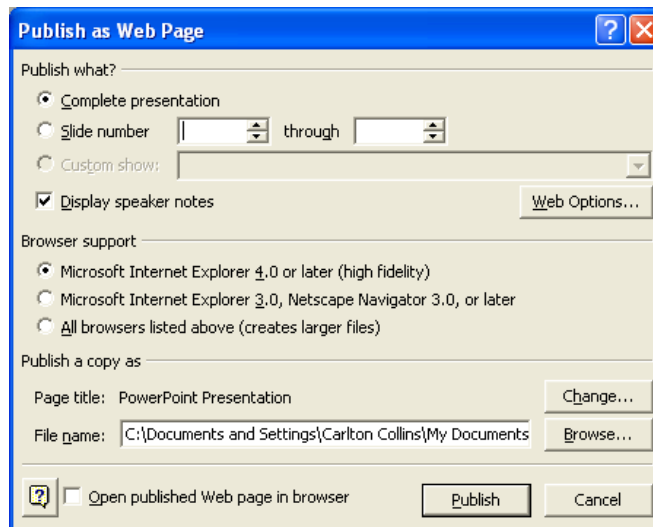 Publish as Web Page
Publish what?
Complete presentation
Slide number through
Custom show:
Display speaker notes Web Options...
Browser support
Microsoft Internet Explorer 4.0 or later (high fidelity)
Microsoft Internet Explorer 3.0, Netscape Navigator 3.0, or later
All browsers listed above (creates larger files)
Publish a copy as
Page title: PowerPoint Presentation Change...
File name: C:\Documents and Settings\Carlton Collins\My Documents Browse...
Open published Web page in browser Publish Cancel